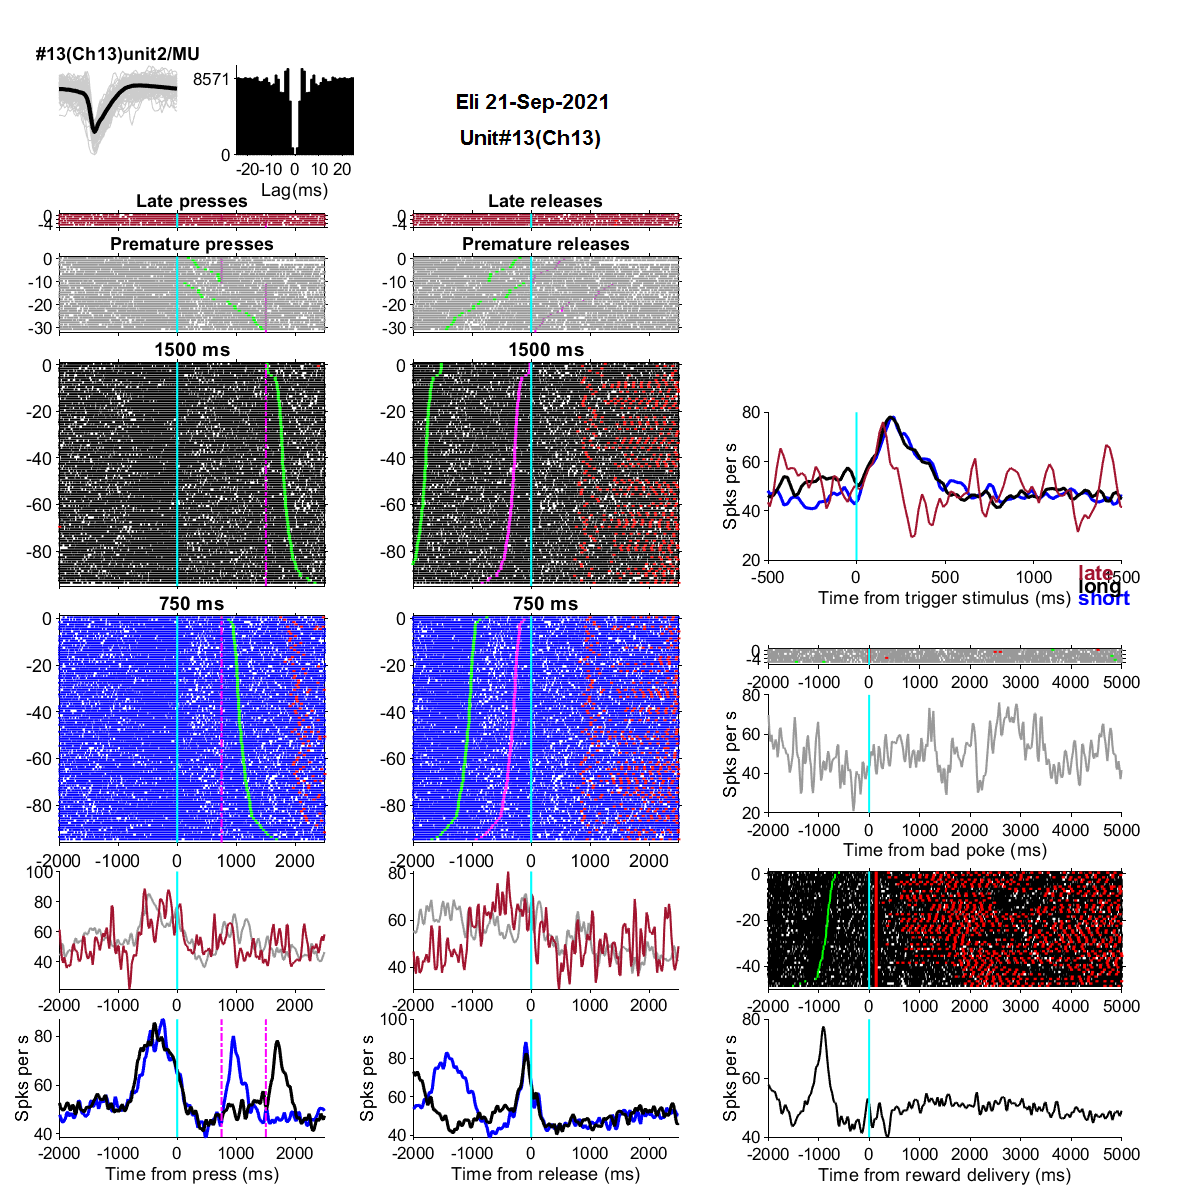 #13(Ch13)unit2/MU
8571
0
-20 -10 0 10 20
Lag(ms)
Eli 21-Sep-2021
Unit#13(Ch13)
Late presses
0
-4
Late releases
0
-4
Premature presses
0
-10
-20
-30
Premature releases
0
-10
-20
-30
1500 ms
0
-20
-40
-60
-80
1500 ms
0
-20
-40
-60
-80
80
60
40
20
Spks per s
-500 0 500 1000 1500
Time from trigger stimulus (ms)
late
long
short
750 ms
0
-20
-40
-60
-80
-2000 -1000 0 1000 2000
750 ms
0
-20
-40
-60
-80
-2000 -1000 0 1000 2000
0
-4
-2000 -1000 0 1000 2000 3000 4000 5000
80
60
40
20
Spks per s
-2000 -1000 0 1000 2000 3000 4000 5000
Time from bad poke (ms)
100
80
60
40
-2000 -1000 0 1000 2000
80
60
40
-2000 -1000 0 1000 2000
0
-20
-40
-2000 -1000 0 1000 2000 3000 4000 5000
80
60
40
Spks per s
-2000 -1000 0 1000 2000
Time from press (ms)
100
80
60
40
Spks per s
-2000 -1000 0 1000 2000
Time from release (ms)
80
60
40
Spks per s
-2000 -1000 0 1000 2000 3000 4000 5000
Time from reward delivery (ms)